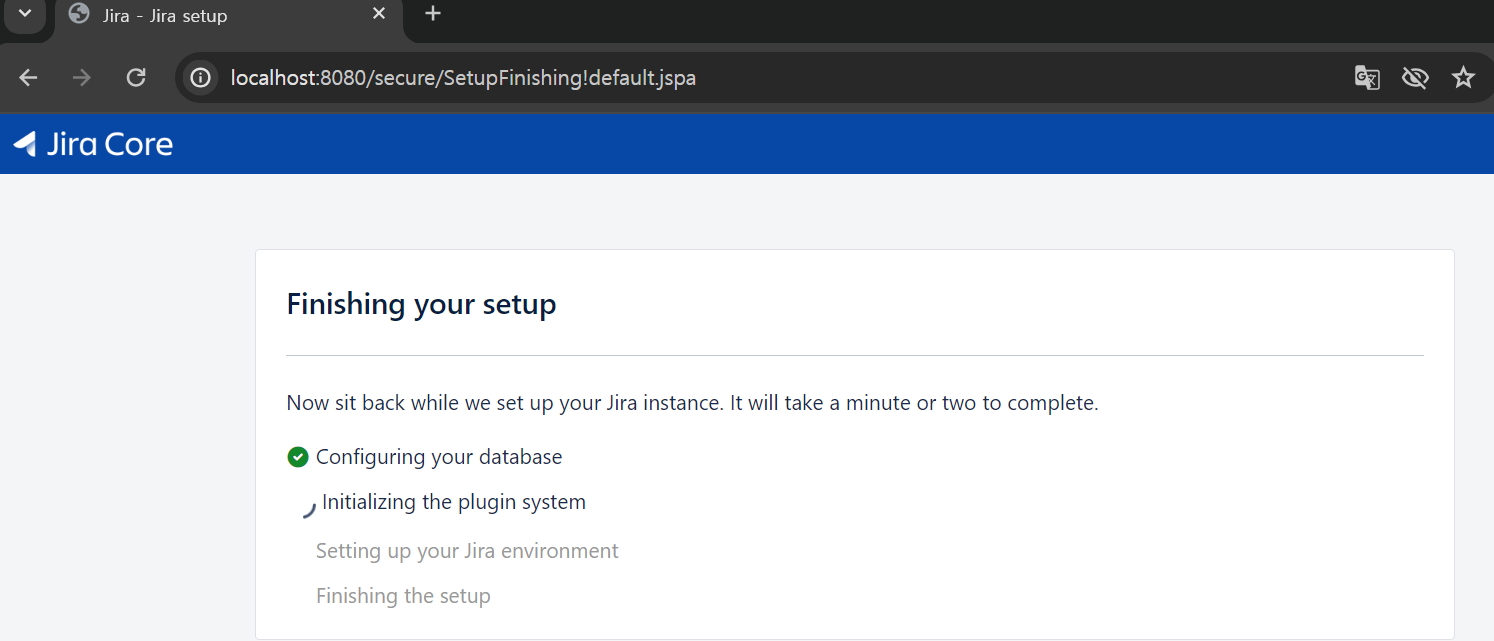 Jira - Jira setup
localhost:8080/secure/SetupFinishing!default.jspa
Jira Core
Finishing your setup
Now sit back while we set up your Jira instance. It will take a minute or two to complete.
Configuring your database
Initializing the plugin system
Setting up your Jira environment
Finishing the setup